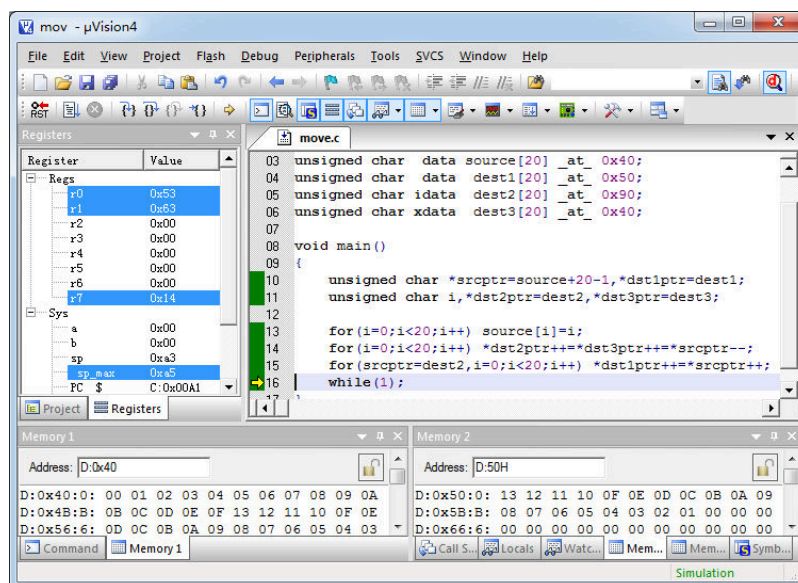 mov - µVision4
File Edit View Project Flash Debug Peripherals Tools SVCS Window Help
RST
Registers
Register Value
Regs
r0 0x53
r1 0x63
r2 0x00
r3 0x00
r4 0x00
r5 0x00
r6 0x00
r7 0x14
Sys
a 0x00
b 0x00
sp 0xa3
sp_max 0xa5
PC $ C:0x00A1
Project Registers
move.c
03 unsigned char data source[20] _at_ 0x40;
04 unsigned char data dest1[20] _at_ 0x50;
05 unsigned char idata dest2[20] _at_ 0x90;
06 unsigned char xdata dest3[20] _at_ 0x40;
07
08 void main()
09 {
10 unsigned char *srcptr=source+20-1,*dst1ptr=dest1;
11 unsigned char i,*dst2ptr=dest2,*dst3ptr=dest3;
12
13 for(i=0;i<20;i++) source[i]=i;
14 for(i=0;i<20;i++) *dst2ptr++=*dst3ptr++=*srcptr--;
15 for(srcptr=dest2,i=0;i<20;i++) *dst1ptr++=*srcptr++;
16 while(1);
17 }
Memory 1
Address: D:0x40
D:0x40:0: 00 01 02 03 04 05 06 07 08 09 0A
D:0x4B:B: 0B 0C 0D 0E 0F 13 12 11 10 0F 0E
D:0x56:6: 0D 0C 0B 0A 09 08 07 06 05 04 03
Command Memory 1
Memory 2
Address: D:50H
D:0x50:0: 13 12 11 10 0F 0E 0D 0C 0B 0A 09
D:0x5B:B: 08 07 06 05 04 03 02 01 00 00 00
D:0x66:6: 00 00 00 00 00 00 00 00 00 00 00
Call S... Locals Watc... Mem... Mem... Symb...
Simulation